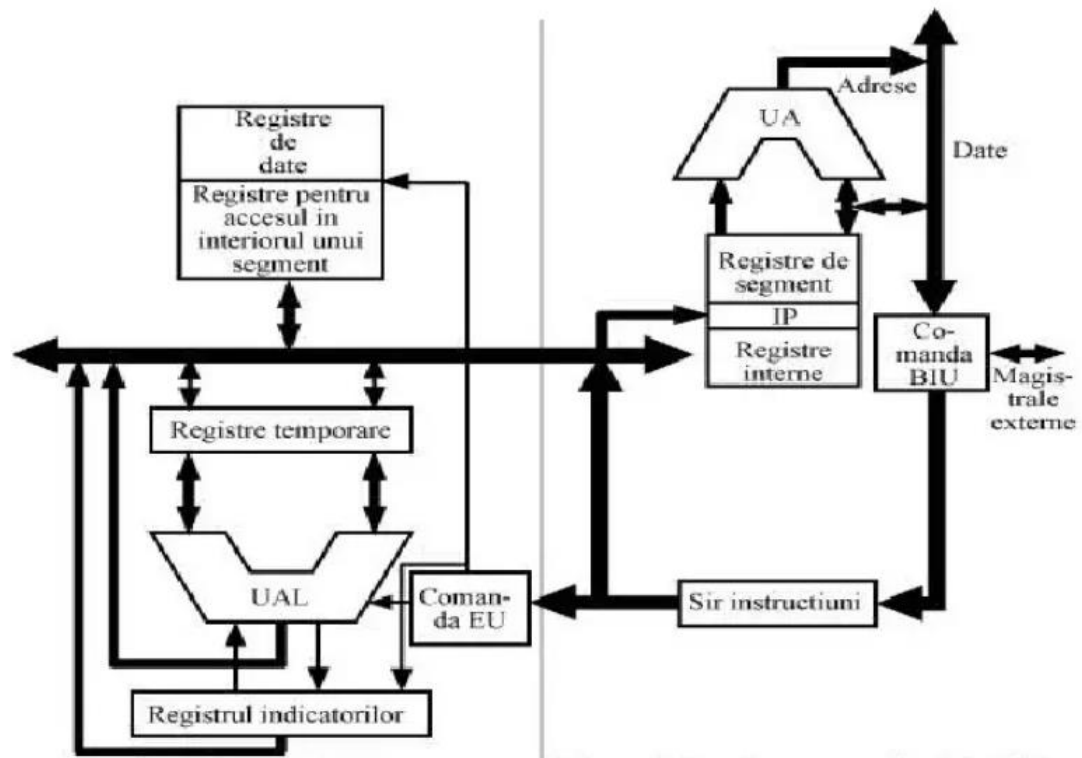 Registre
de
date
Registre pentru
accesul in
interiorul unui
segment
Registre temporare
UAL
Coman-
da EU
Registrul indicatorilor
UA
Adrese
Date
Registre de
segment
IP
Registre
interne
Co-
manda
BIU
Magis-
trale
externe
Sir instructiuni